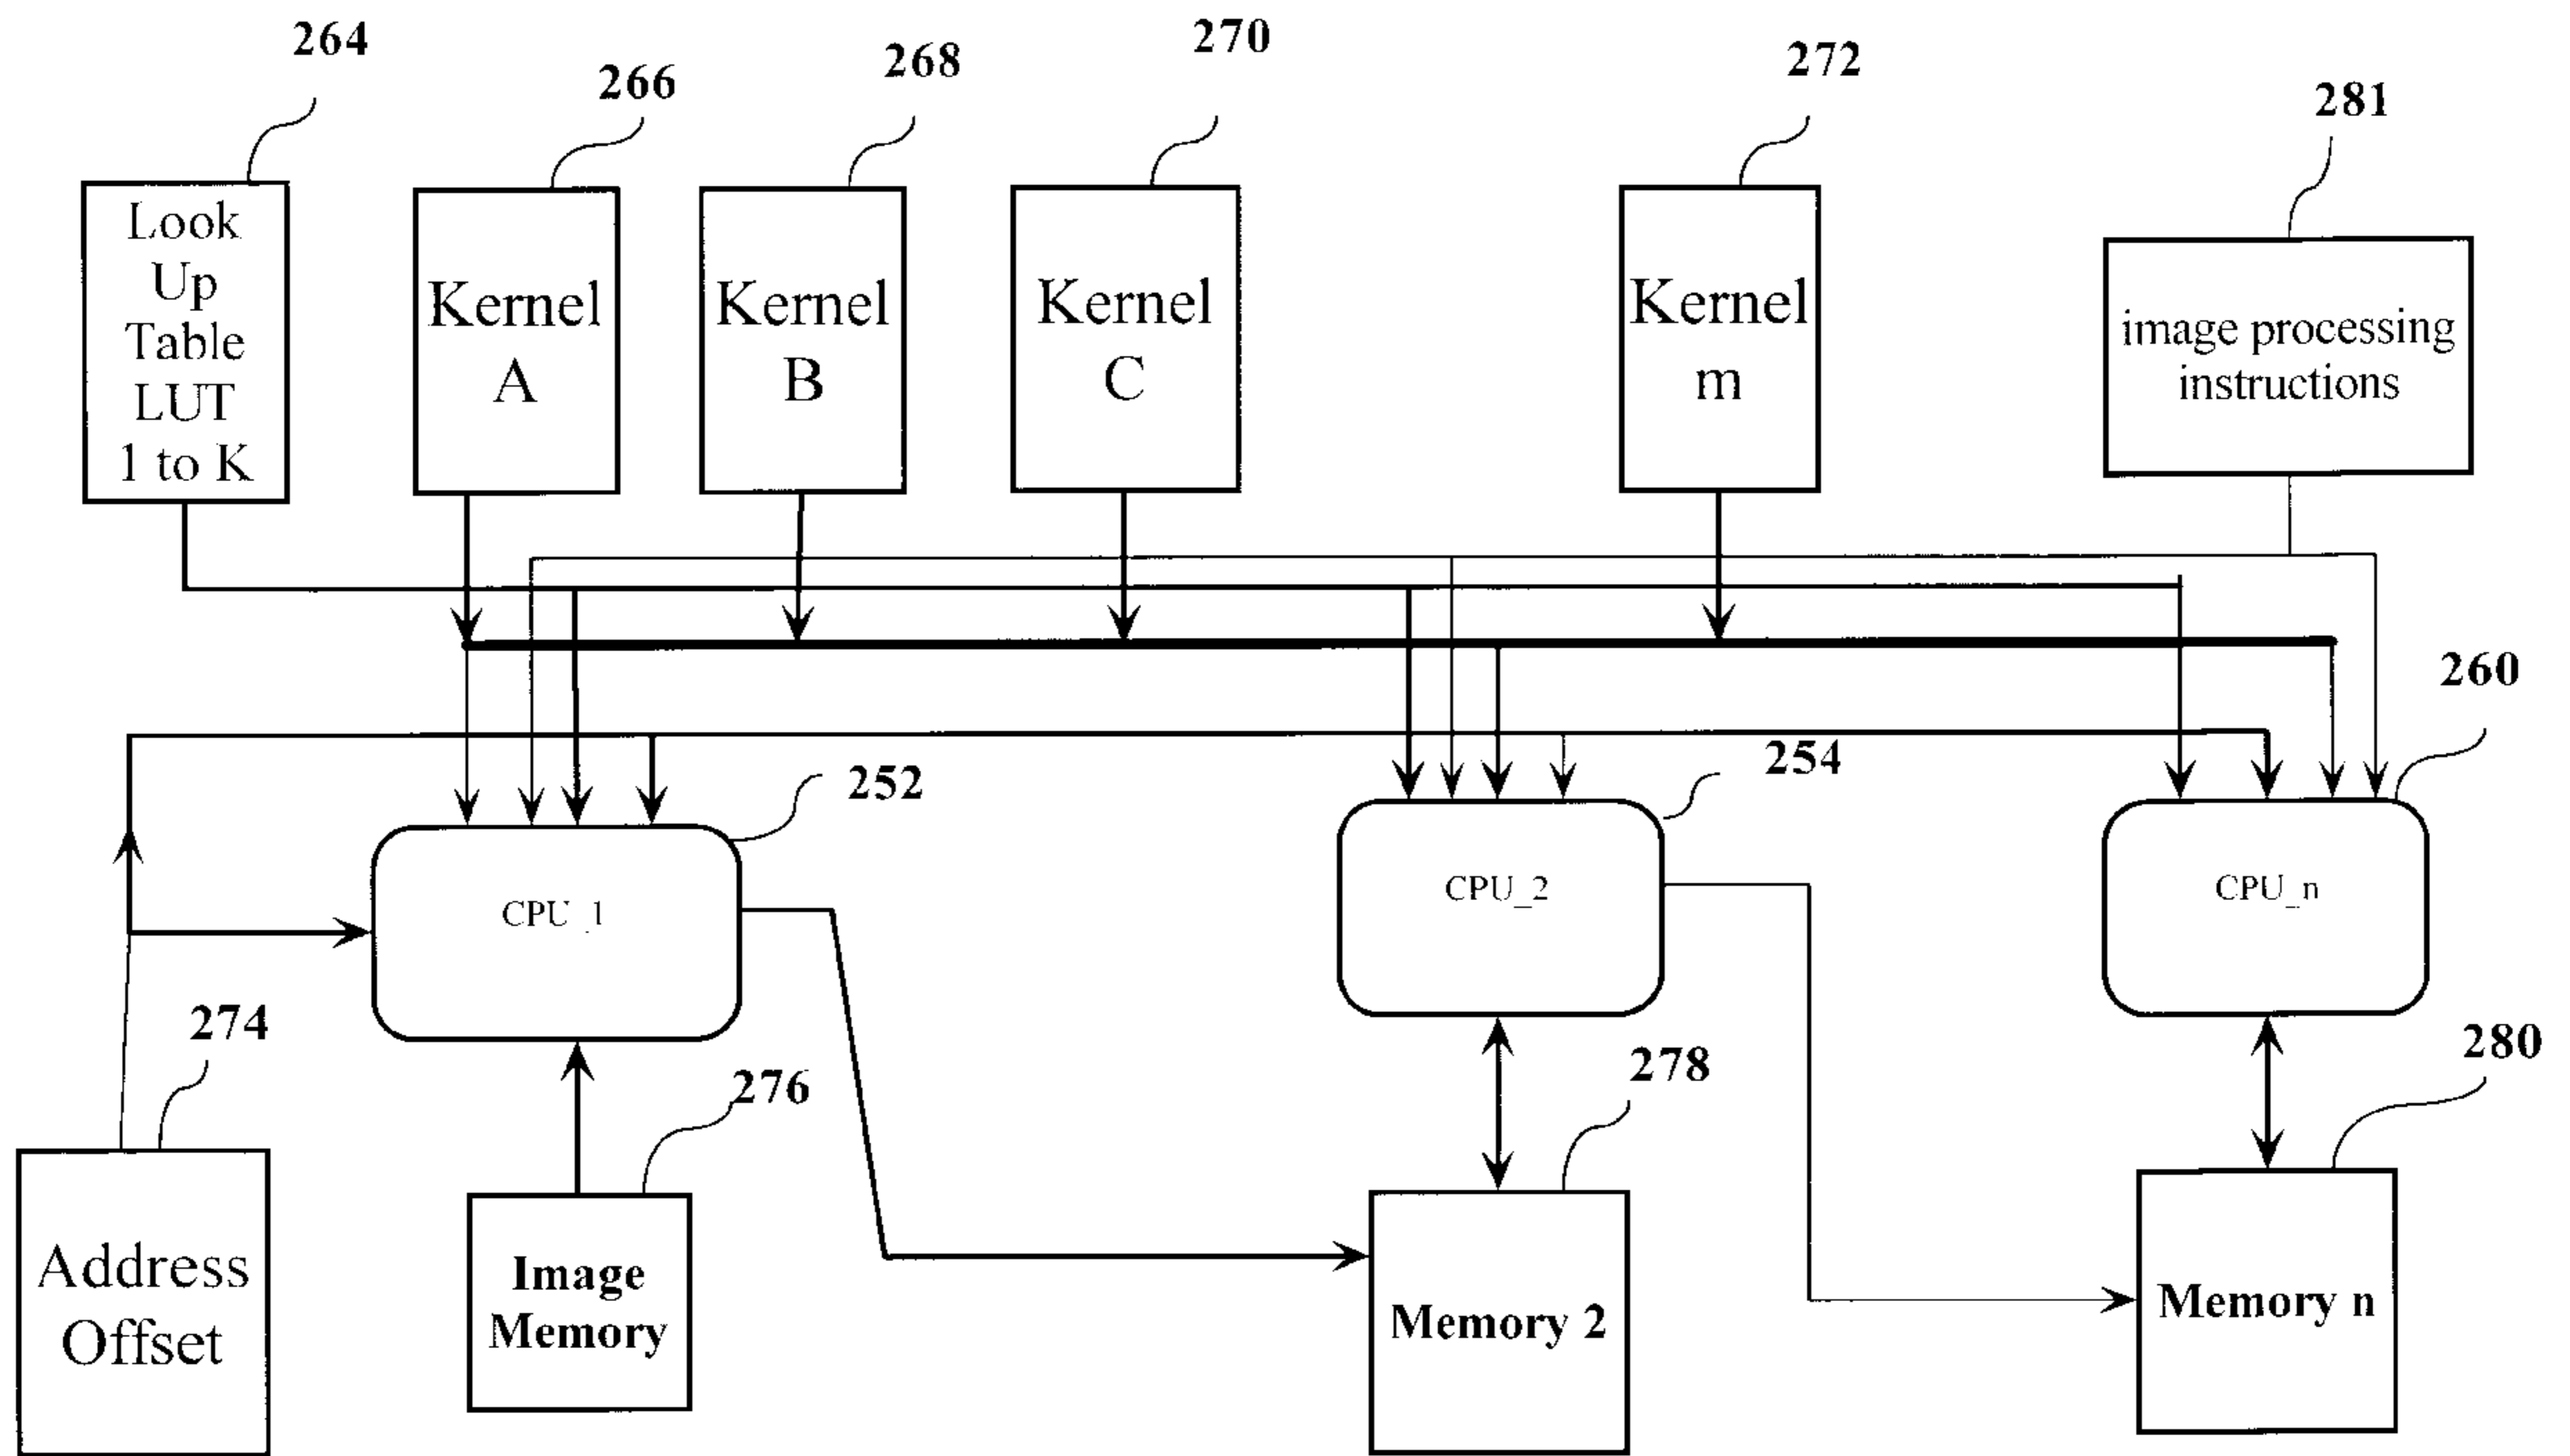 264
266
268
270
272
281
Look
Up
Table
LUT
1 to K
Kernel
A
Kernel
B
Kernel
C
Kernel
m
image processing
instructions
260
252
254
CPU_1
CPU_2
CPU_n
274
276
278
280
Address
Offset
Image
Memory
Memory 2
Memory n